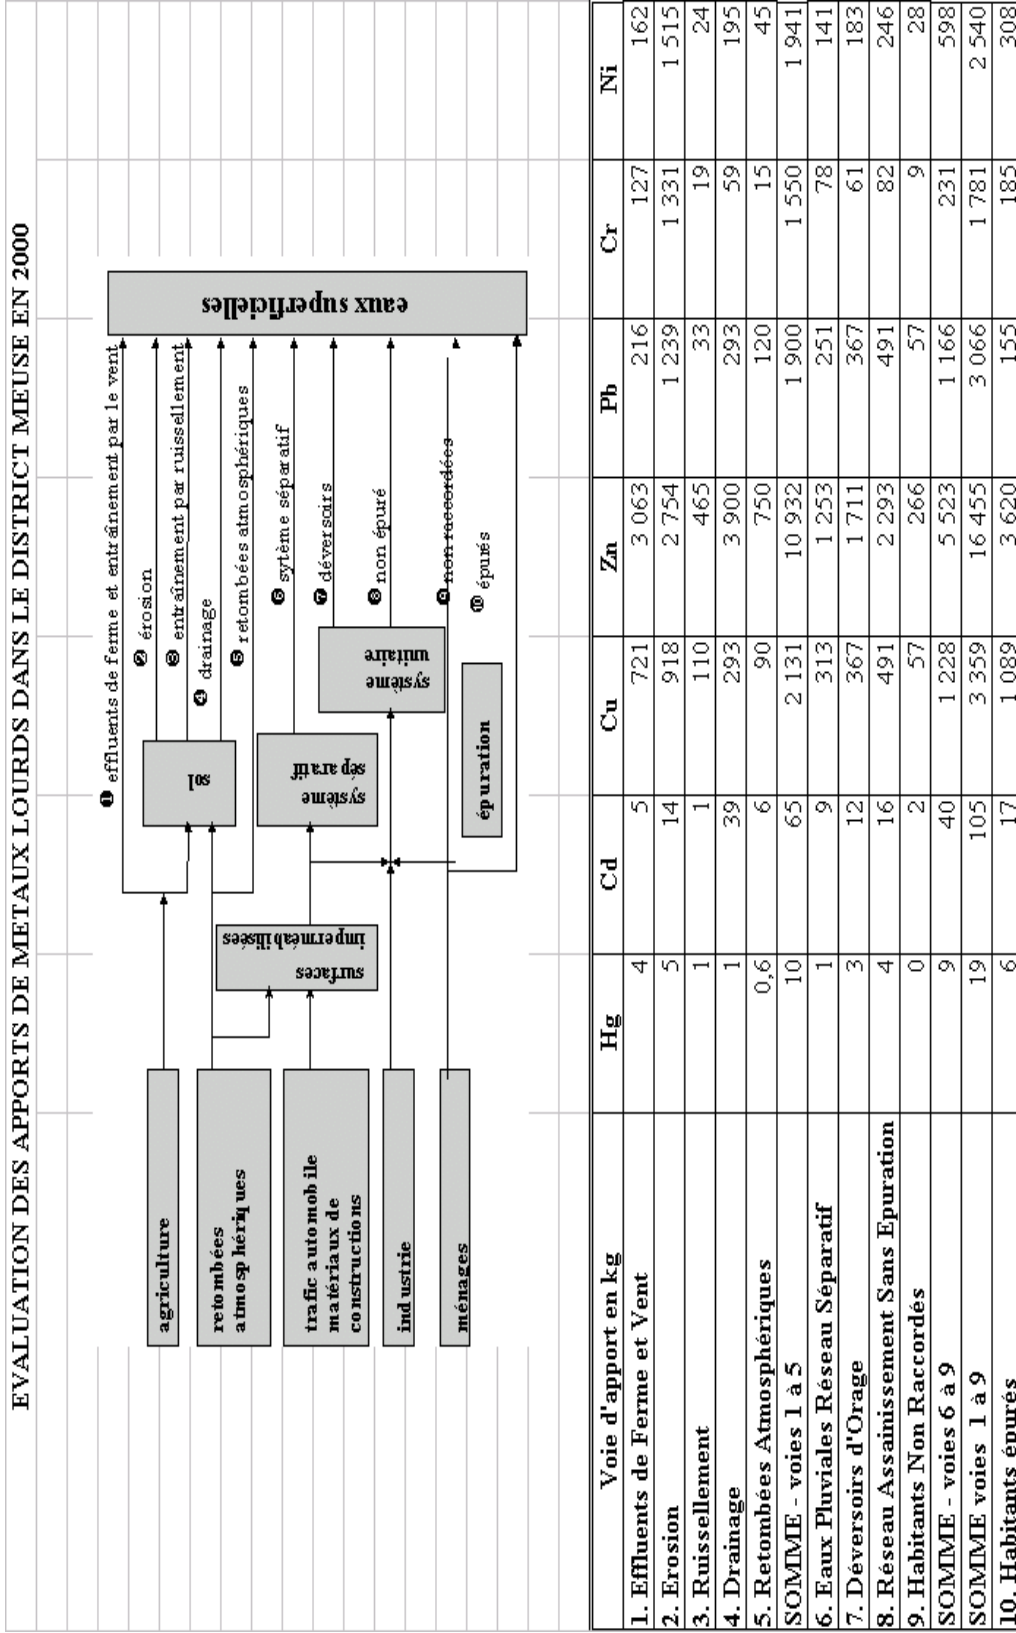 EVALUATION DES APPORTS DE METAUX LOURDS DANS LE DISTRICT MEUSE EN 2000
agriculture
retombées
atmosphériques
trafic automobile
matériaux de
constructions
industrie
ménages
surfaces
imperméabilisées
sol
système
séparatif
système
unitaire
épuration
❶ effluents de ferme et entraînement par le vent
❷ érosion
❸ entraînement par ruissellement
❹ drainage
❺ retombées atmosphériques
❻ sytème séparatif
❼ déversoirs
❽ non épuré
❾ non raccordées
❿ épurés
eaux superficielles
Voie d'apport en kg Hg Cd Cu Zn Pb Cr Ni
1. Effluents de Ferme et Vent 4 5 721 3 063 216 127 162
2. Erosion 5 14 918 2 754 1 239 1 331 1 515
3. Ruissellement 1 1 110 465 33 19 24
4. Drainage 1 39 293 3 900 293 59 195
5. Retombées Atmosphériques 0,6 6 90 750 120 15 45
SOMME - voies 1 à 5 10 65 2 131 10 932 1 900 1 550 1 941
6. Eaux Pluviales Réseau Séparatif 1 9 313 1 253 251 78 141
7. Déversoirs d'Orage 3 12 367 1 711 367 61 183
8. Réseau Assainissement Sans Epuration 4 16 491 2 293 491 82 246
9. Habitants Non Raccordés 0 2 57 266 57 9 28
SOMME - voies 6 à 9 9 40 1 228 5 523 1 166 231 598
SOMME voies 1 à 9 19 105 3 359 16 455 3 066 1 781 2 540
10. Habitants épurés 6 17 1 089 3 620 155 185 308